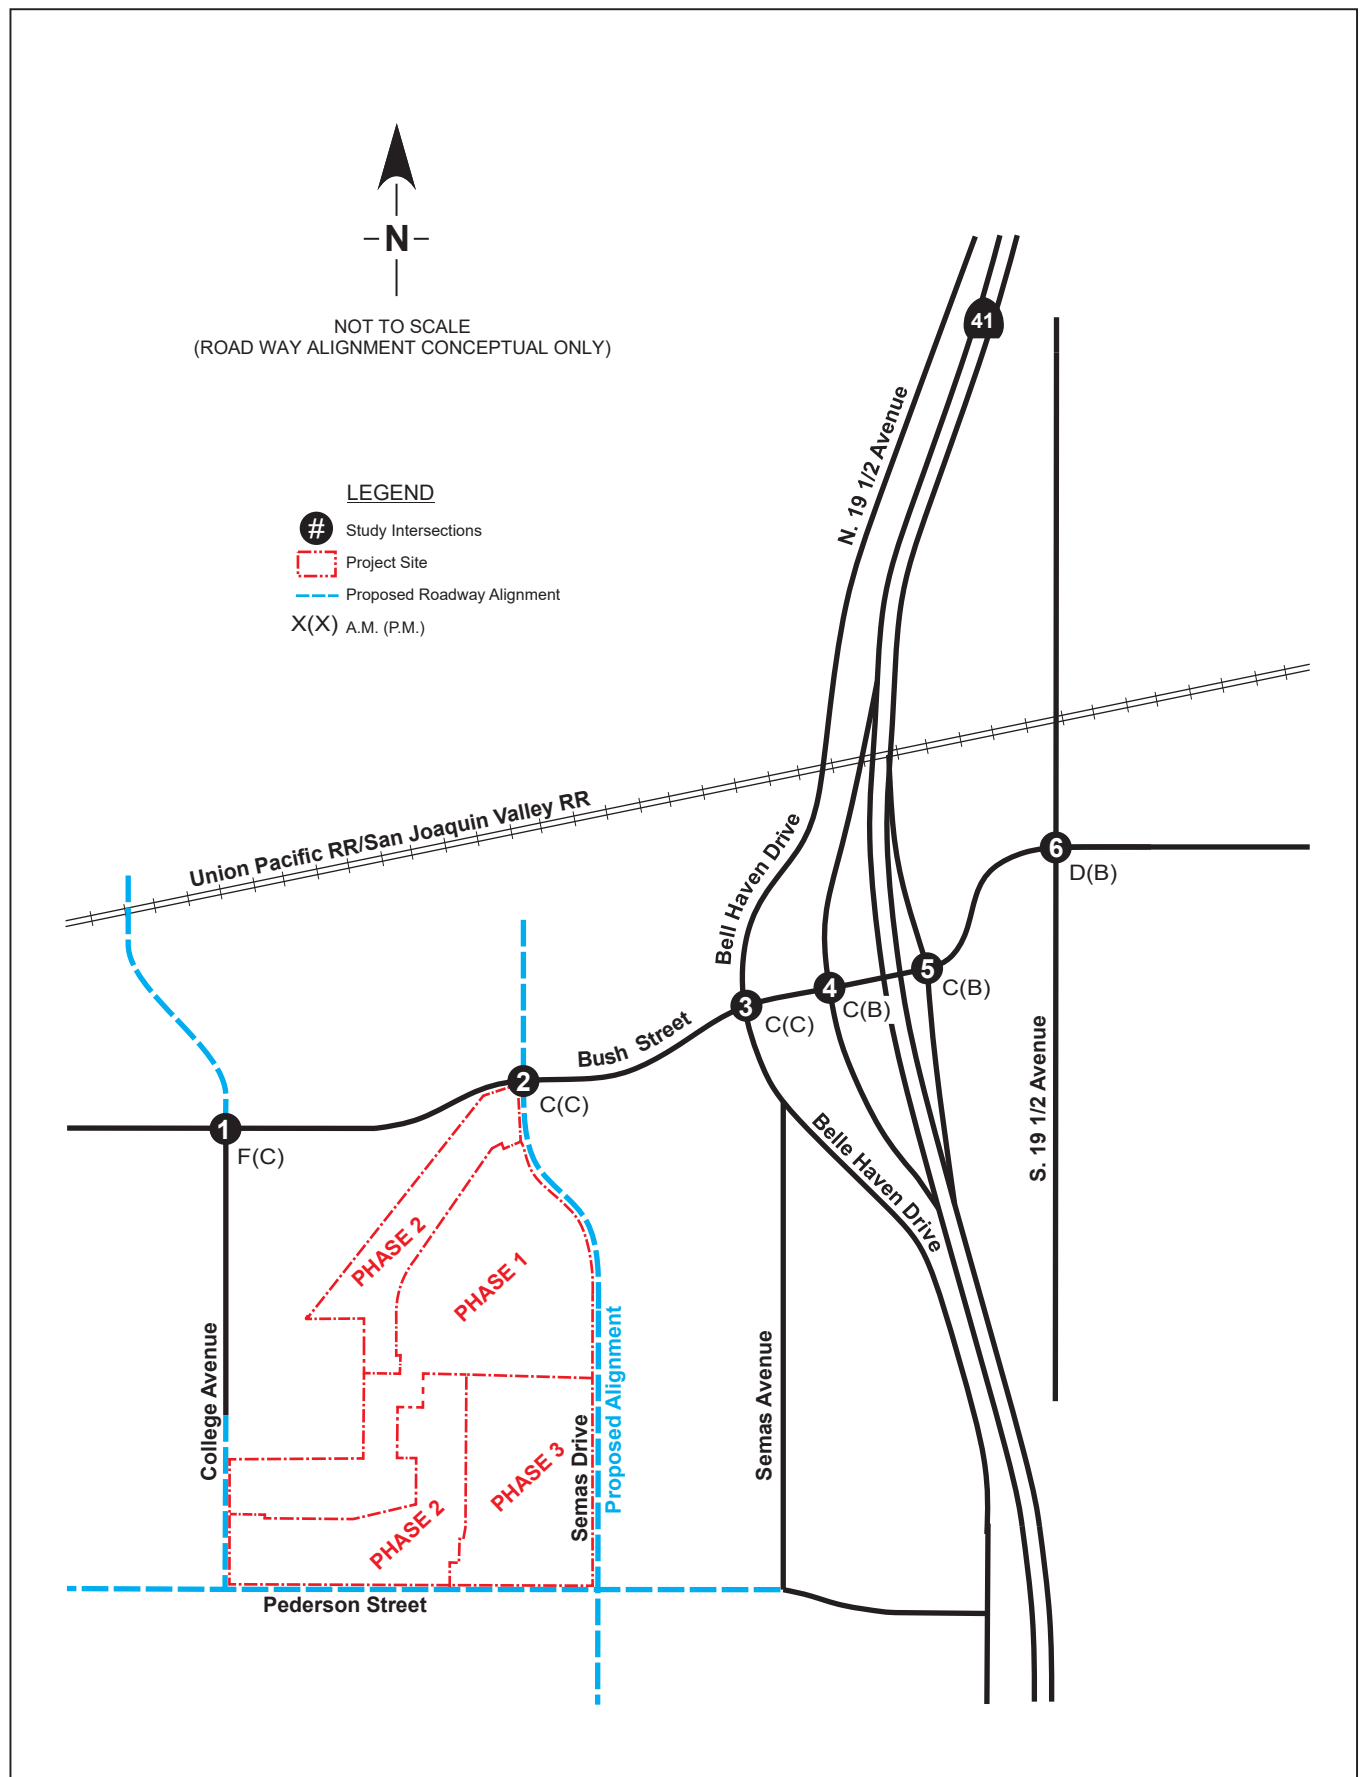 N
NOT TO SCALE
(ROAD WAY ALIGNMENT CONCEPTUAL ONLY)
41
N. 19 1/2 Avenue
LEGEND
# Study Intersections
Project Site
Proposed Roadway Alignment
X(X) A.M. (P.M.)
Union Pacific RR/San Joaquin Valley RR
Bell Haven Drive
6
D(B)
5
C(B)
4
C(B)
3
C(C)
Bush Street
2
C(C)
1
F(C)
S. 19 1/2 Avenue
Belle Haven Drive
PHASE 2
PHASE 1
College Avenue
Proposed Alignment
Semas Drive
Semas Avenue
PHASE 3
PHASE 2
Pederson Street